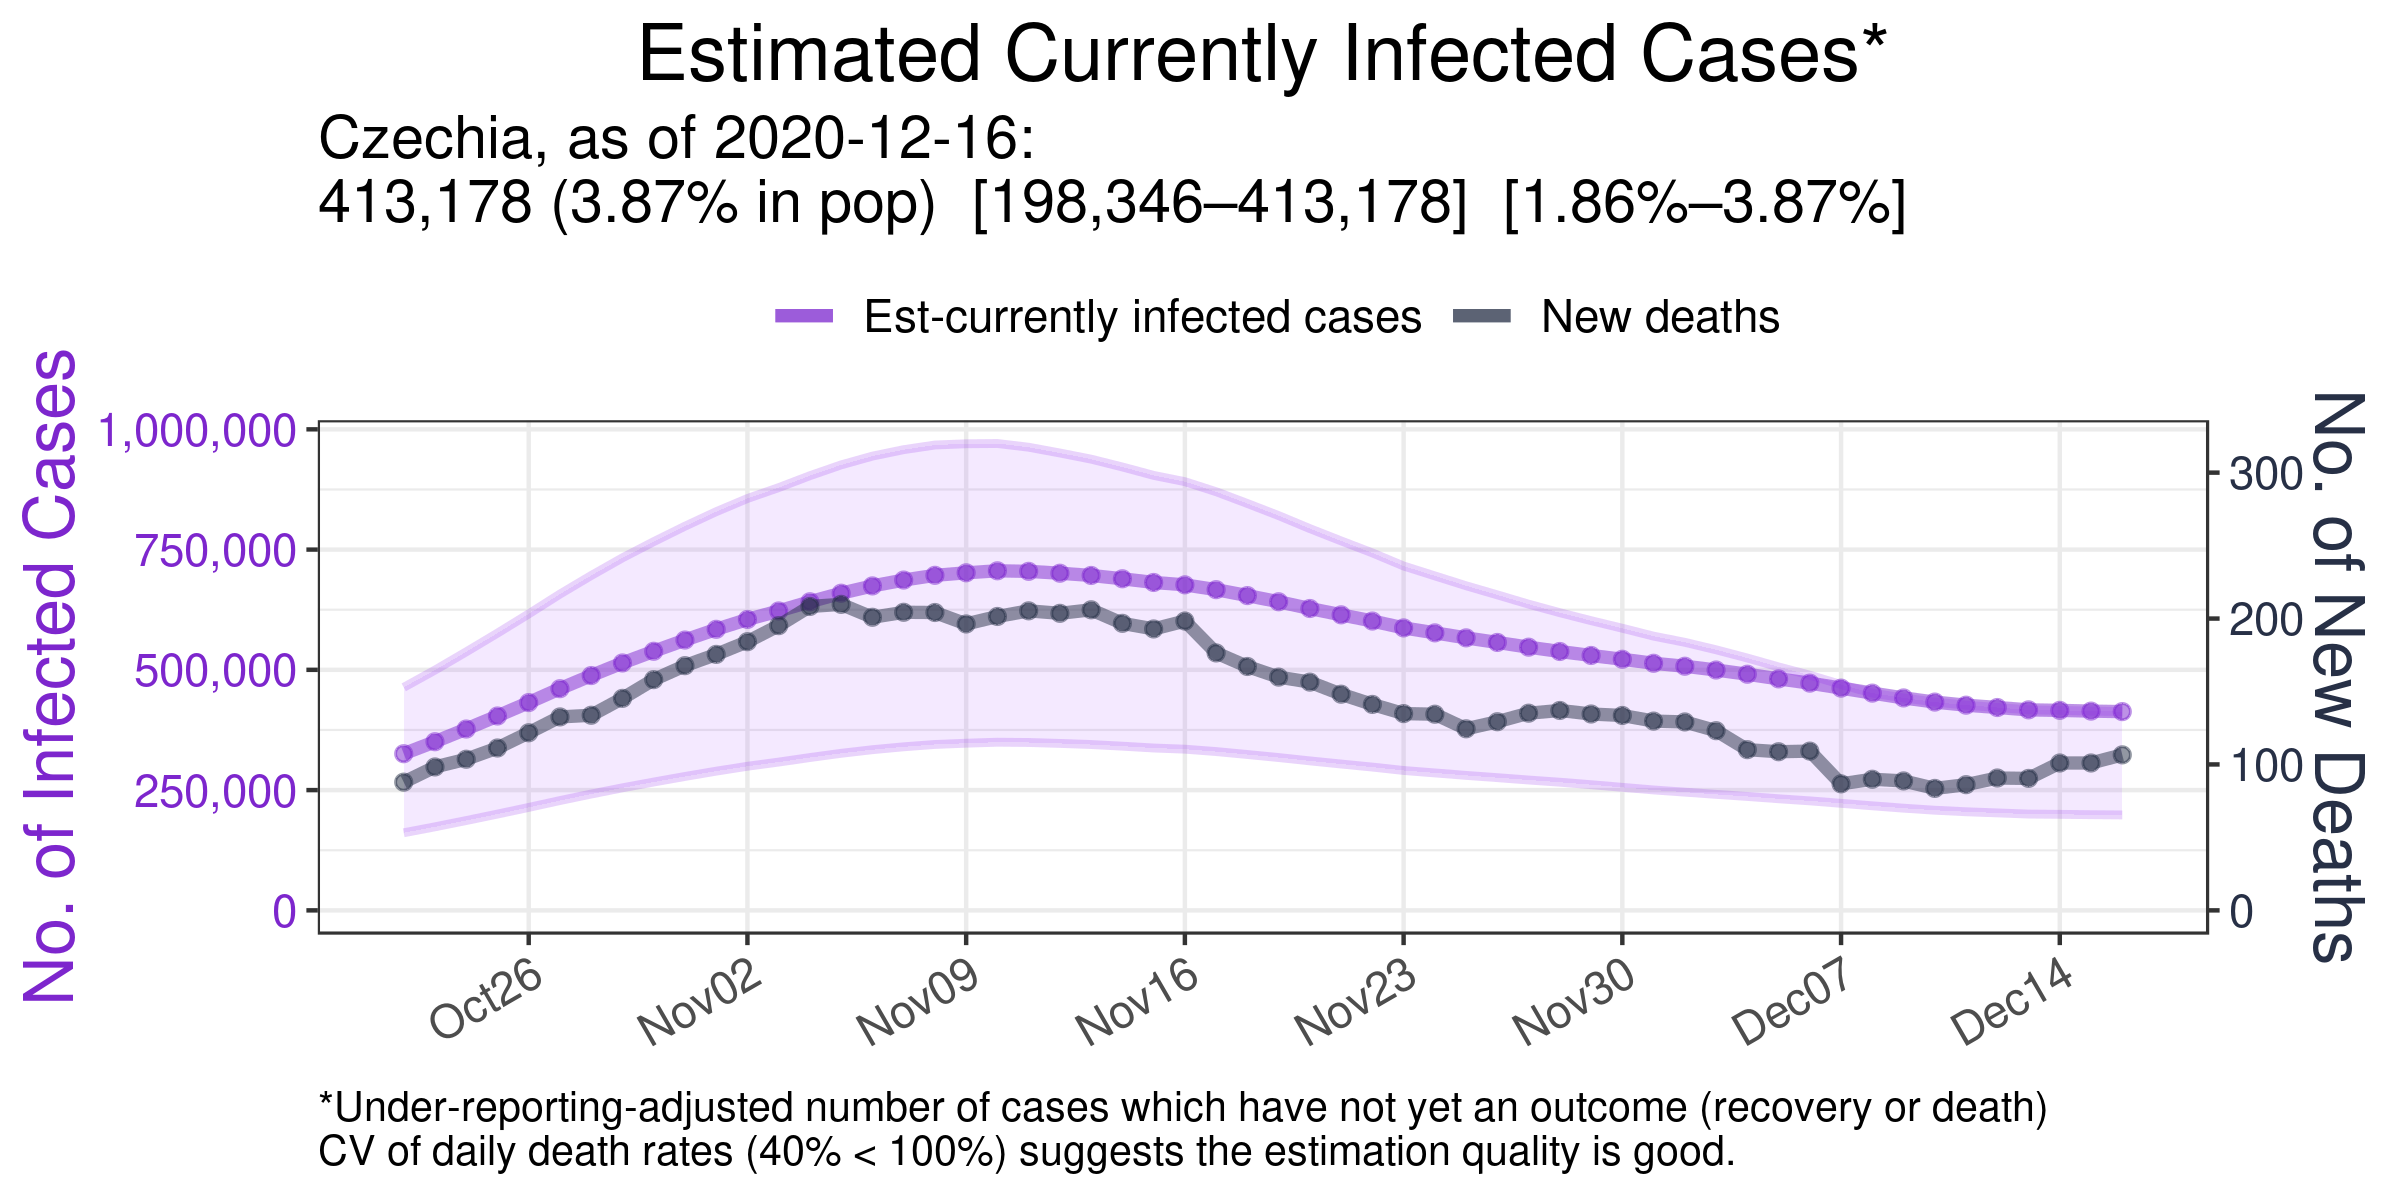 Estimated Currently Infected Cases*
Czechia, as of 2020-12-16:
413,178 (3.87% in pop)  [198,346–413,178]  [1.86%–3.87%]
Est-currently infected cases
New deaths
No. of Infected Cases
1,000,000
750,000
500,000
250,000
0
300
200
100
0
No. of New Deaths
Oct26
Nov02
Nov09
Nov16
Nov23
Nov30
Dec07
Dec14
*Under-reporting-adjusted number of cases which have not yet an outcome (recovery or death)
CV of daily death rates (40% < 100%) suggests the estimation quality is good.